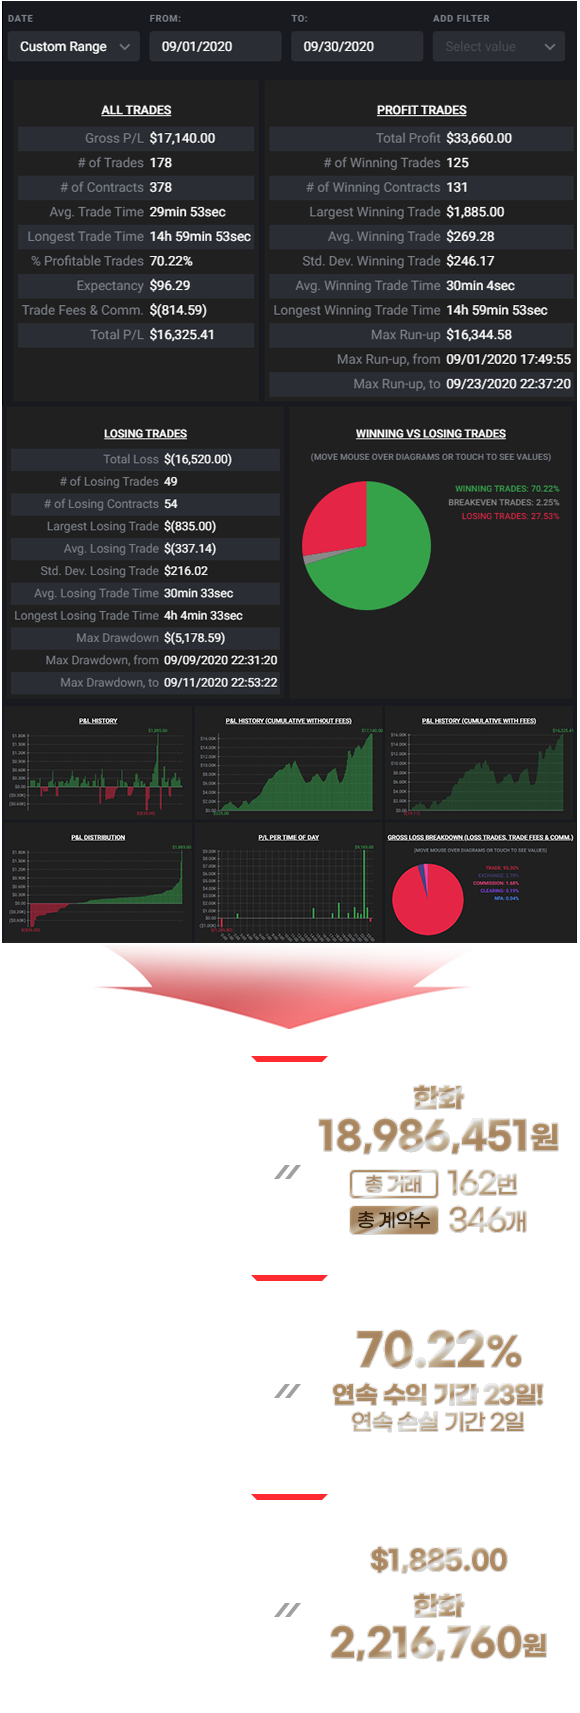 DATE FROM: TO: ADD FILTER
Custom Range 09/01/2020 09/30/2020 Select value
ALL TRADES
Gross P/L $17,140.00
# of Trades 178
# of Contracts 378
Avg. Trade Time 29min 53sec
Longest Trade Time 14h 59min 53sec
% Profitable Trades 70.22%
Expectancy $96.29
Trade Fees & Comm. $(814.59)
Total P/L $16,325.41
PROFIT TRADES
Total Profit $33,660.00
# of Winning Trades 125
# of Winning Contracts 131
Largest Winning Trade $1,885.00
Avg. Winning Trade $269.28
Std. Dev. Winning Trade $246.17
Avg. Winning Trade Time 30min 4sec
Longest Winning Trade Time 14h 59min 53sec
Max Run-up $16,344.58
Max Run-up, from 09/01/2020 17:49:55
Max Run-up, to 09/23/2020 22:37:20
LOSING TRADES
Total Loss $(16,520.00)
# of Losing Trades 49
# of Losing Contracts 54
Largest Losing Trade $(835.00)
Avg. Losing Trade $(337.14)
Std. Dev. Losing Trade $216.02
Avg. Losing Trade Time 30min 33sec
Longest Losing Trade Time 4h 4min 33sec
Max Drawdown $(5,178.59)
Max Drawdown, from 09/09/2020 22:31:20
Max Drawdown, to 09/11/2020 22:53:22
WINNING VS LOSING TRADES
(MOVE MOUSE OVER DIAGRAMS OR TOUCH TO SEE VALUES)
WINNING TRADES: 70.22%
BREAKEVEN TRADES: 2.25%
LOSING TRADES: 27.53%
P&L HISTORY
P&L HISTORY (CUMULATIVE WITHOUT FEES)
P&L HISTORY (CUMULATIVE WITH FEES)
P&L DISTRIBUTION
P/L PER TIME OF DAY
GROSS LOSS BREAKDOWN (LOSS TRADES, TRADE FEES & COMM.)
(MOVE MOUSE OVER DIAGRAMS OR TOUCH TO SEE VALUES)
COMMISSION: 1.68%
CLEARING: 0.19%
NFA: 0.04%
한화
18,986,451원
총 거래 162번
총 계약수 346개
70.22%
연속 수익 기간 23일!
연속 손실 기간 2일
$1,885.00
한화
2,216,760원